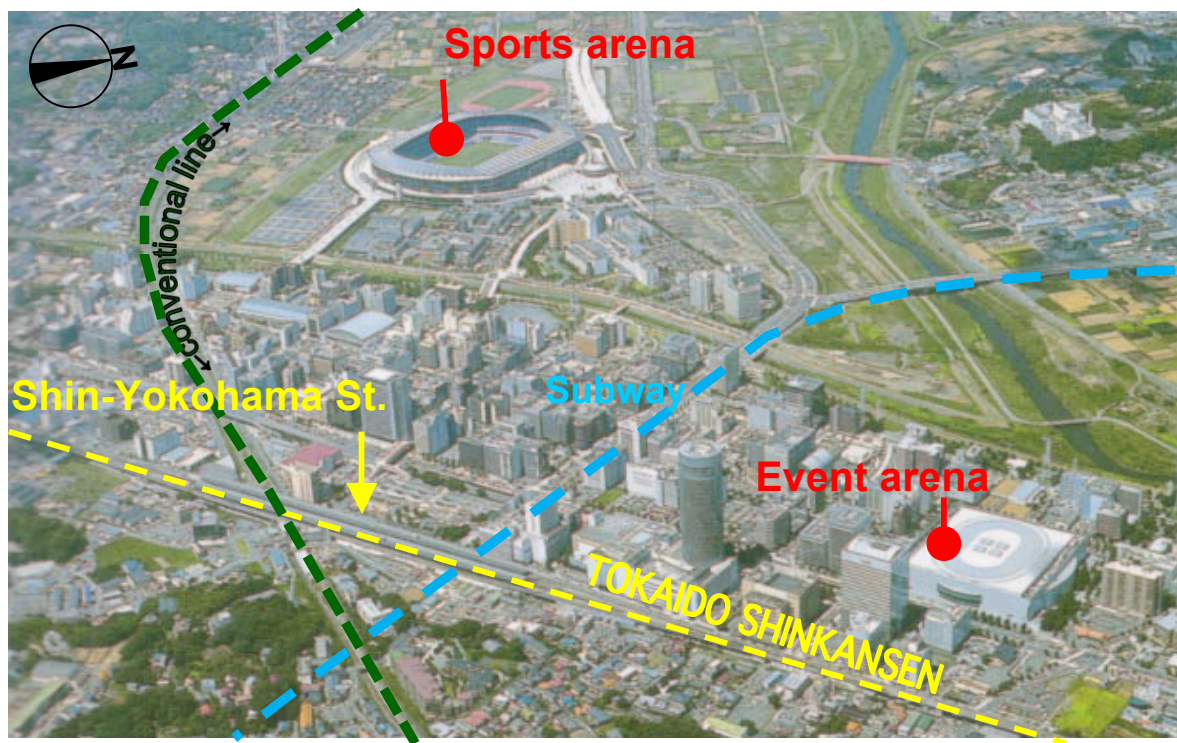 N
Sports arena
←conventional line→
Shin-Yokohama St.
Subway
Event arena
TOKAIDO SHINKANSEN